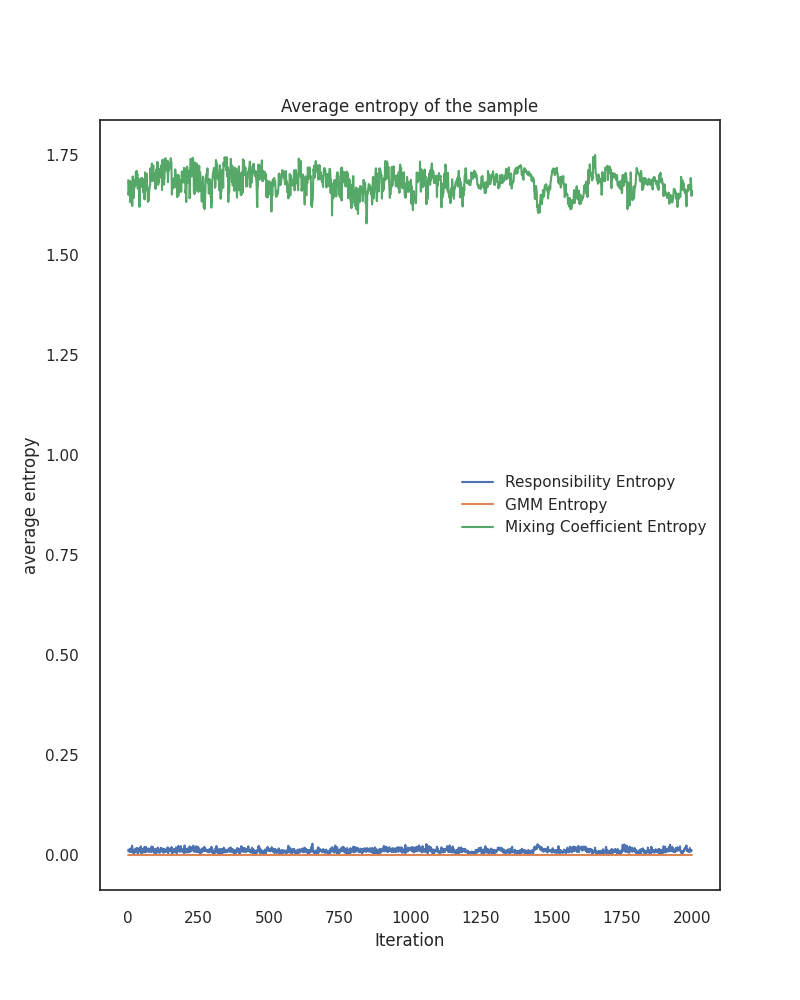 Average entropy of the sample
1.75
1.50
1.25
1.00
0.75
0.50
0.25
0.00
average entropy
Responsibility Entropy
GMM Entropy
Mixing Coefficient Entropy
0 250 500 750 1000 1250 1500 1750 2000
Iteration